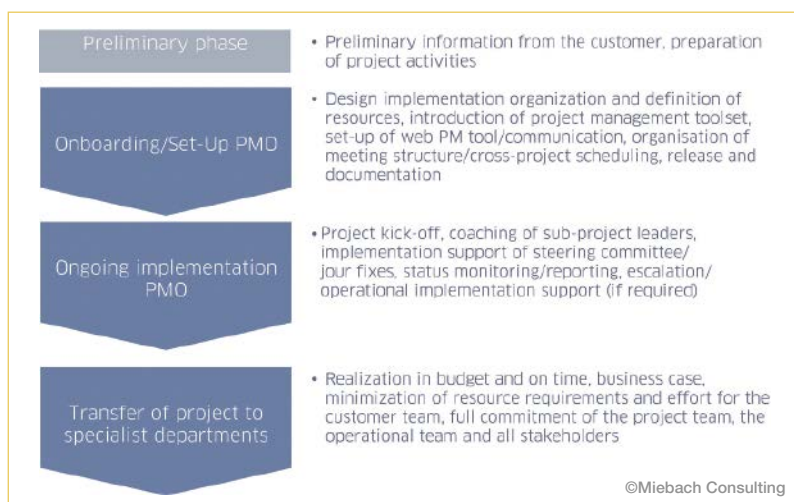 Preliminary phase
• Preliminary information from the customer, preparation
of project activities
Onboarding/Set-Up PMO
• Design implementation organization and definition of
resources, introduction of project management toolset,
set-up of web PM tool/communication, organisation of
meeting structure/cross-project scheduling, release and
documentation
Ongoing implementation
PMO
• Project kick-off, coaching of sub-project leaders,
implementation support of steering committee/
jour fixes, status monitoring/reporting, escalation/
operational implementation support (if required)
Transfer of project to
specialist departments
• Realization in budget and on time, business case,
minimization of resource requirements and effort for the
customer team, full commitment of the project team, the
operational team and all stakeholders
©Miebach Consulting